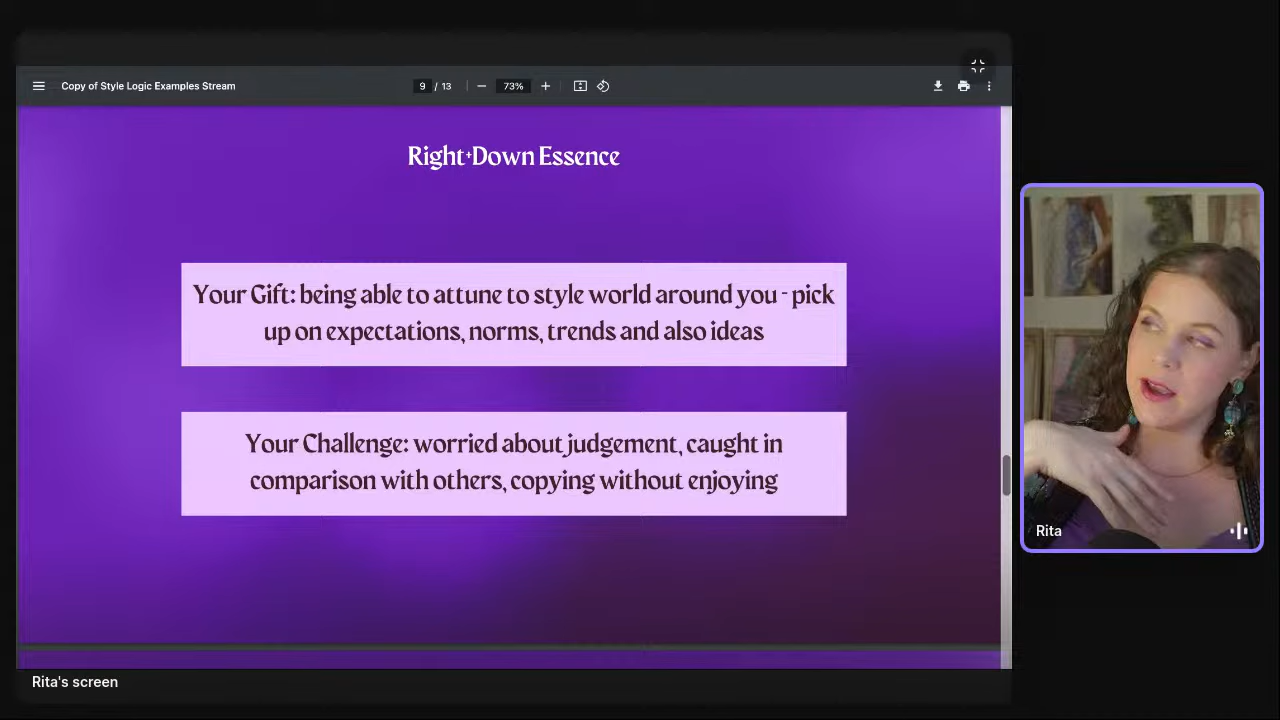 Copy of Style Logic Examples Stream
9 / 13
73%
Right+Down Essence
Your Gift: being able to attune to style world around you - pick
up on expectations, norms, trends and also ideas
Your Challenge: worried about judgement, caught in
comparison with others, copying without enjoying
Rita
Rita's screen